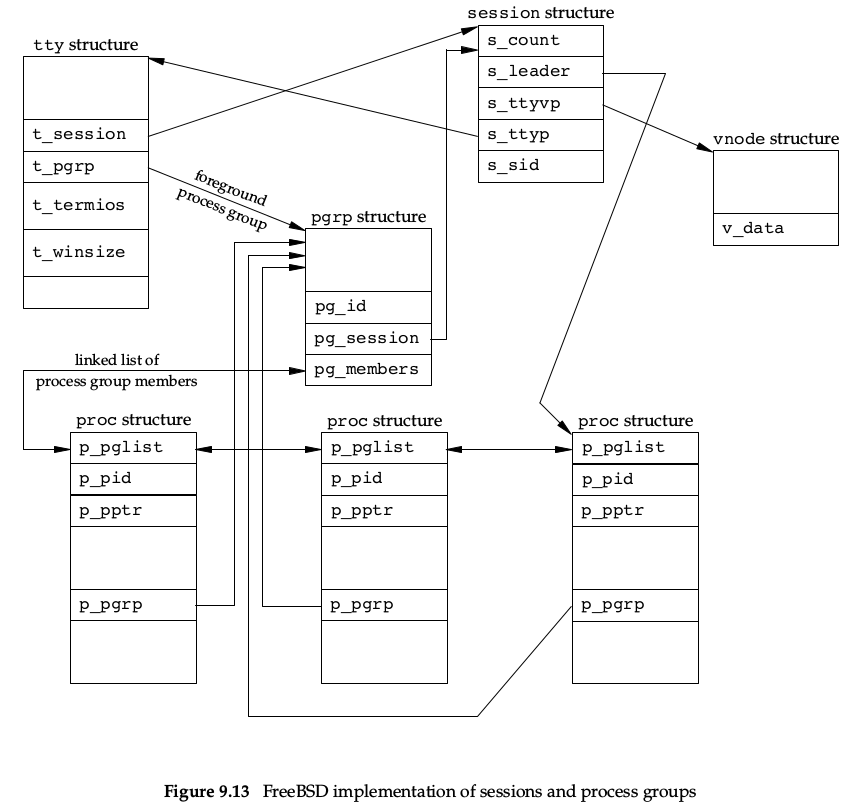 session structure
s_count
s_leader
s_ttyvp
s_ttyp
s_sid
tty structure
t_session
t_pgrp
t_termios
t_winsize
vnode structure
v_data
foreground
process group
pgrp structure
pg_id
pg_session
pg_members
linked list of
process group members
proc structure
p_pglist
p_pid
p_pptr
p_pgrp
proc structure
p_pglist
p_pid
p_pptr
p_pgrp
proc structure
p_pglist
p_pid
p_pptr
p_pgrp
Figure 9.13 FreeBSD implementation of sessions and process groups